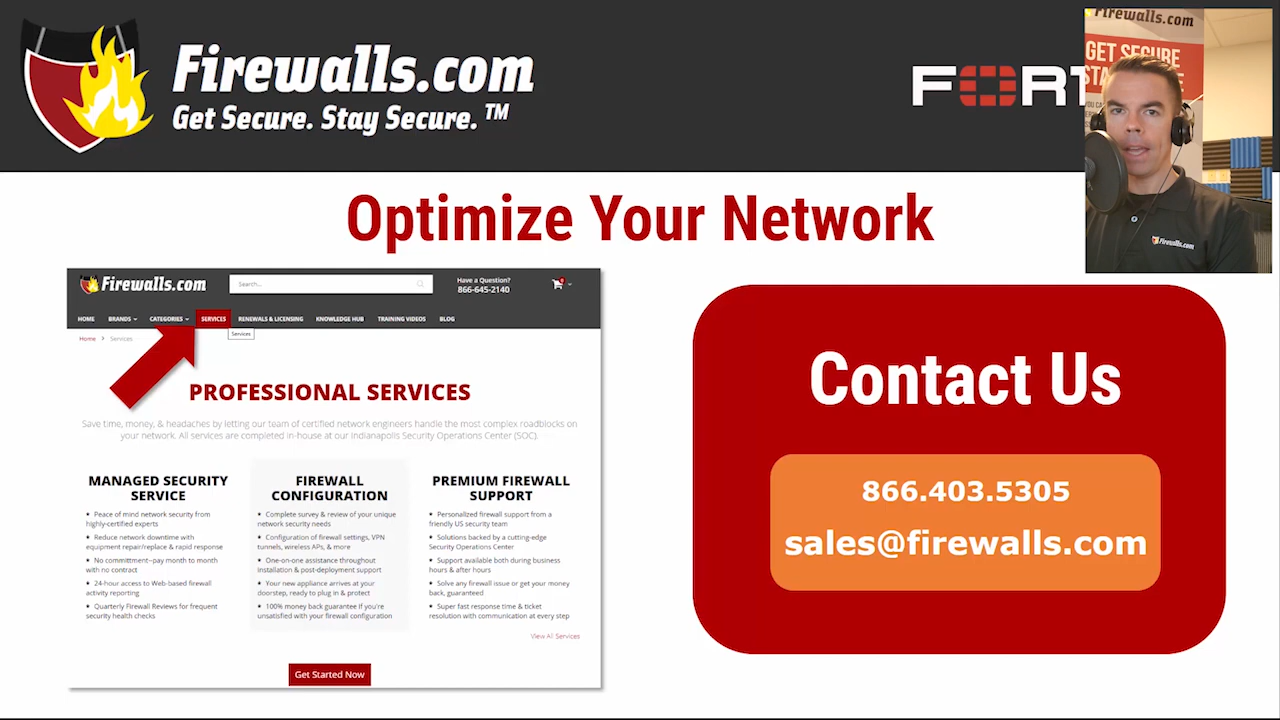 Firewalls.com
Get Secure. Stay Secure. ™
FORT
Firewalls.com
GET SECURE
Firewalls.com
Optimize Your Network
Firewalls.com
Search...
Have a Question?
866-645-2140
0
HOME
BRANDS
CATEGORIES
SERVICES
RENEWALS & LICENSING
KNOWLEDGE HUB
TRAINING VIDEOS
BLOG
Services
Home > Services
PROFESSIONAL SERVICES
Save time, money, & headaches by letting our team of certified network engineers handle the most complex roadblocks on
your network. All services are completed in-house at our Indianapolis Security Operations Center (SOC).
MANAGED SECURITY
SERVICE
• Peace of mind network security from
highly-certified experts
• Reduce network downtime with
equipment repair/replace & rapid response
• No commitment–pay month to month
with no contract
• 24-hour access to Web-based firewall
activity reporting
• Quarterly Firewall Reviews for frequent
security health checks
FIREWALL
CONFIGURATION
• Complete survey & review of your unique
network security needs
• Configuration of firewall settings, VPN
tunnels, wireless APs, & more
• One-on-one assistance throughout
installation & post-deployment support
• Your new appliance arrives at your
doorstep, ready to plug in & protect
• 100% money back guarantee if you're
unsatisfied with your firewall configuration
PREMIUM FIREWALL
SUPPORT
• Personalized firewall support from a
friendly US security team
• Solutions backed by a cutting-edge
Security Operations Center
• Support available both during business
hours & after hours
• Solve any firewall issue or get your money
back, guaranteed
• Super fast response time & ticket
resolution with communication at every step
View All Services
Get Started Now
Contact Us
866.403.5305
sales@firewalls.com